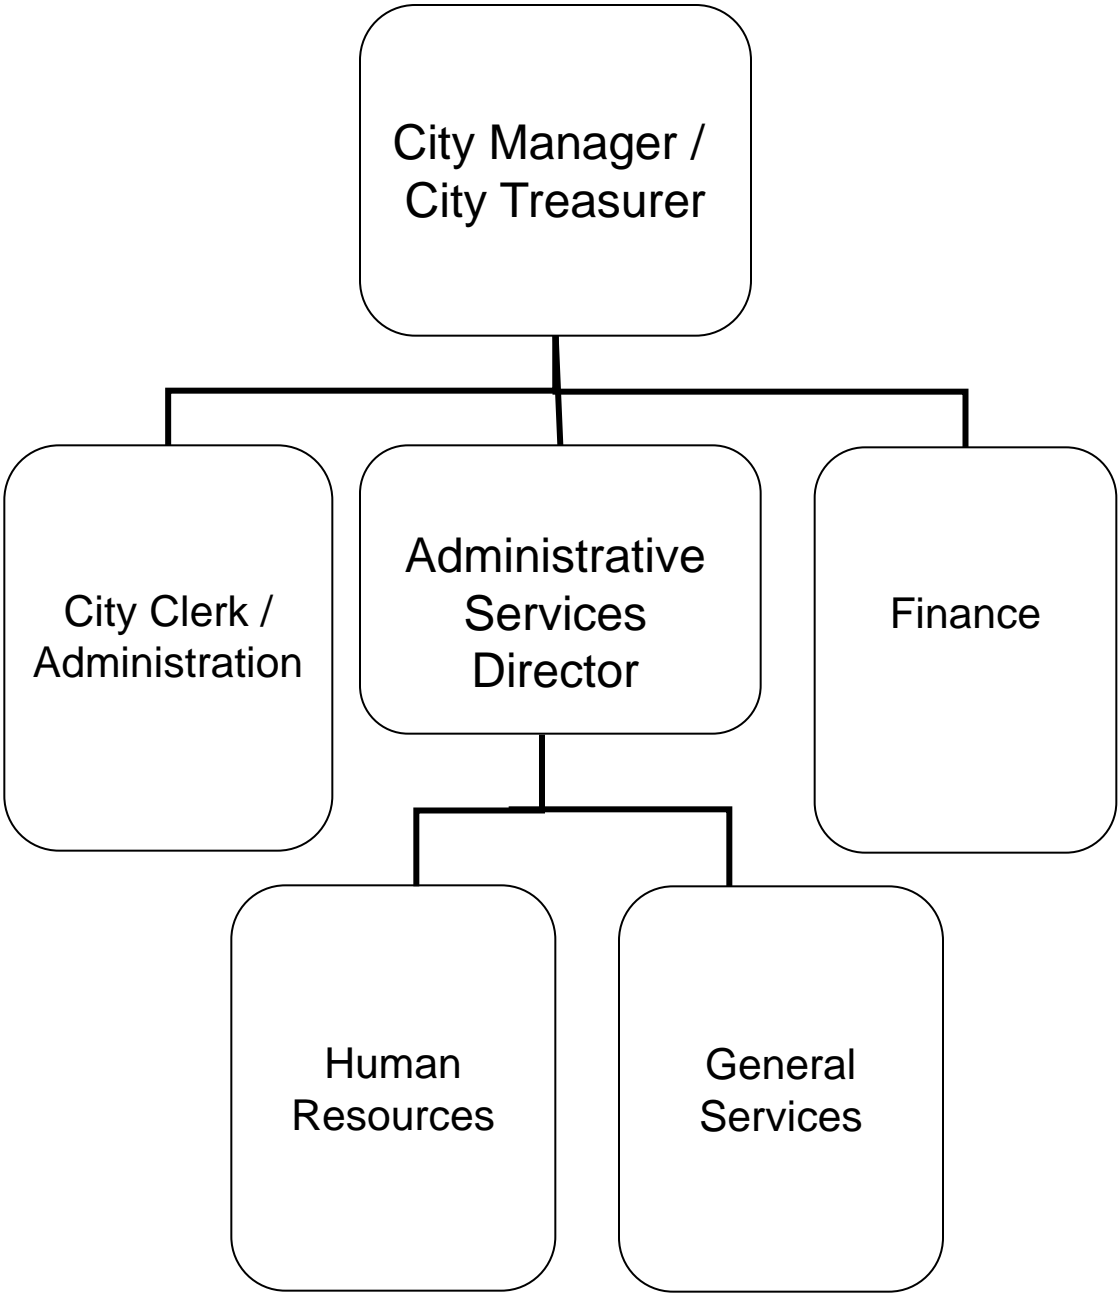 City Manager /
City Treasurer
City Clerk /
Administration
Administrative
Services
Director
Finance
Human
Resources
General
Services